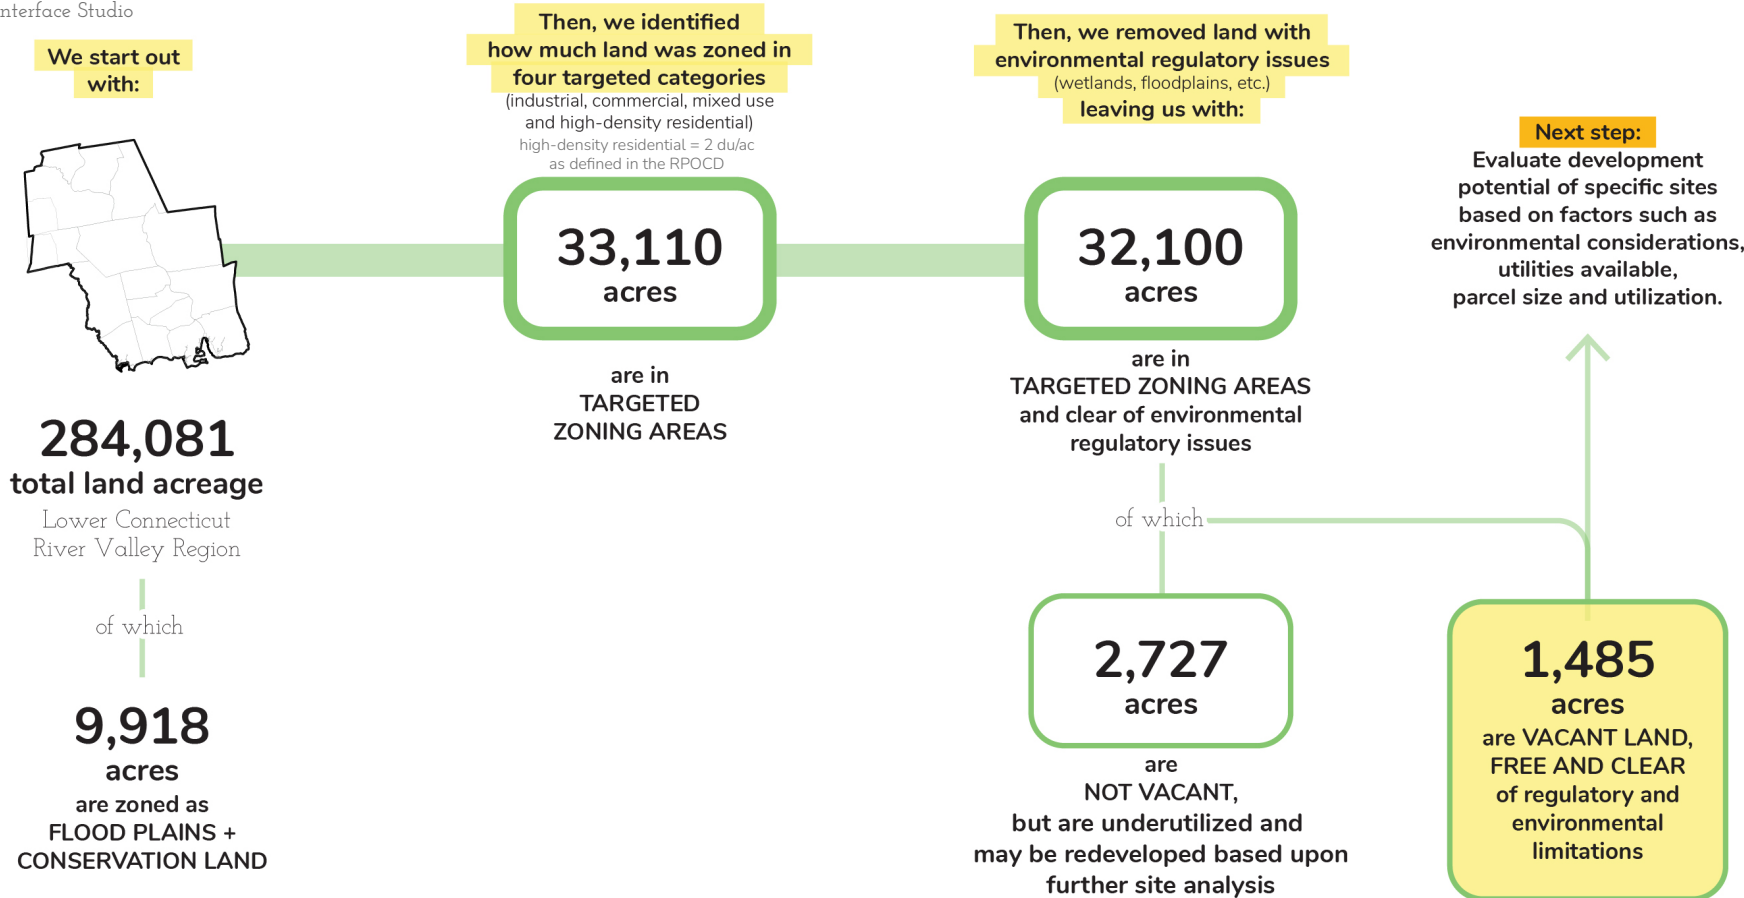 nterface Studio
We start out
with:
284,081
total land acreage
Lower Connecticut
River Valley Region
of which
9,918
acres
are zoned as
FLOOD PLAINS +
CONSERVATION LAND
Then, we identified
how much land was zoned in
four targeted categories
(industrial, commercial, mixed use
and high-density residential)
high-density residential = 2 du/ac
as defined in the RPOCD
33,110
acres
are in
TARGETED
ZONING AREAS
Then, we removed land with
environmental regulatory issues
(wetlands, floodplains, etc.)
leaving us with:
32,100
acres
are in
TARGETED ZONING AREAS
and clear of environmental
regulatory issues
of which
2,727
acres
are
NOT VACANT,
but are underutilized and
may be redeveloped based upon
further site analysis
1,485
acres
are VACANT LAND,
FREE AND CLEAR
of regulatory and
environmental
limitations
Next step:
Evaluate development
potential of specific sites
based on factors such as
environmental considerations,
utilities available,
parcel size and utilization.